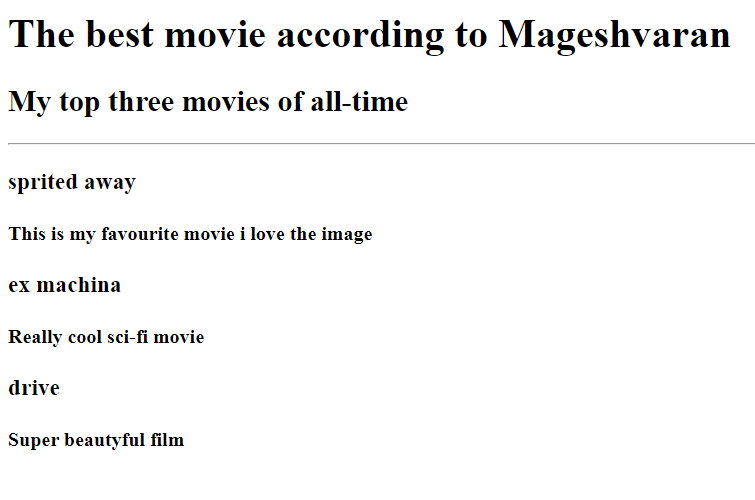 The best movie according to Mageshvaran
My top three movies of all-time
sprited away
This is my favourite movie i love the image
ex machina
Really cool sci-fi movie
drive
Super beautyful film